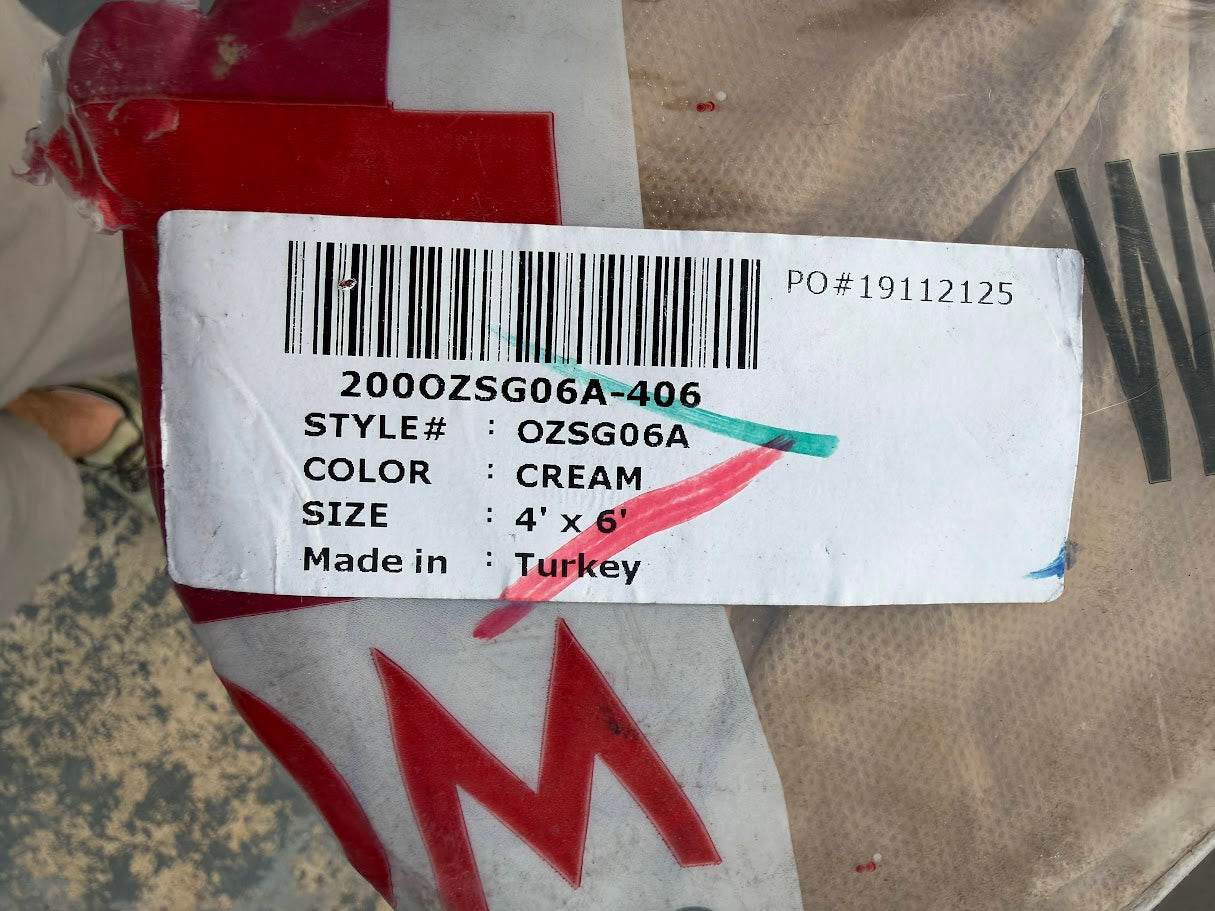 PO#19112125
200OZSG06A-406
STYLE# : OZSG06A
COLOR : CREAM
SIZE : 4' x 6'
Made in : Turkey